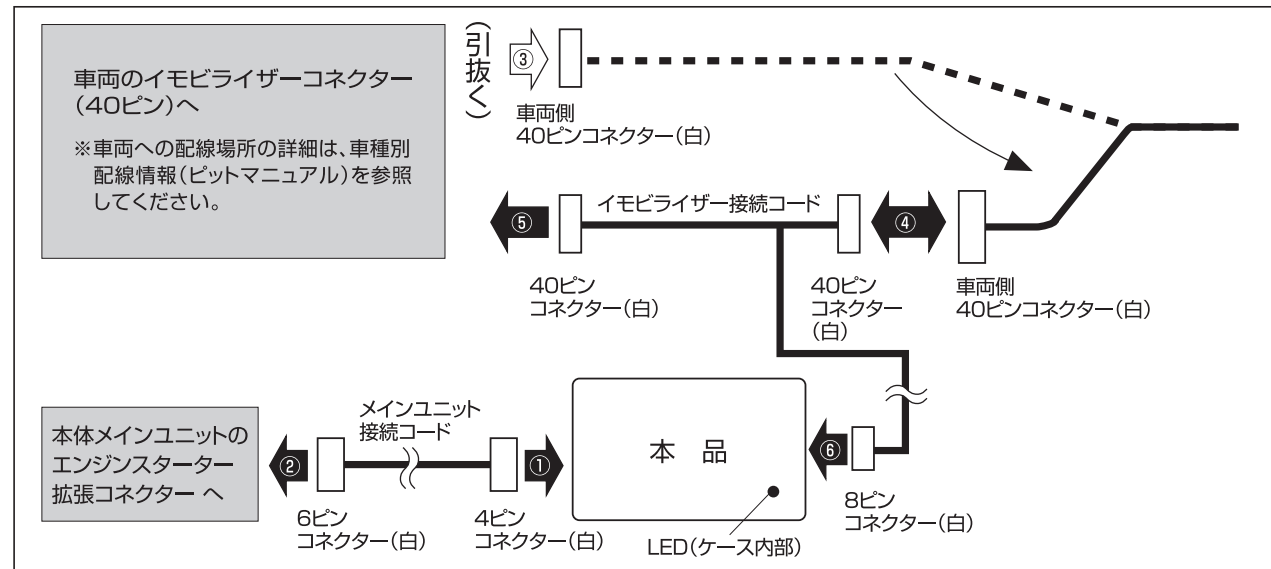 車両のイモビライザーコネクター
(40ピン)へ
※車両への配線場所の詳細は、車種別
配線情報(ピットマニュアル)を参照
してください。
(引抜く)
③
車両側
40ピンコネクター(白)
⑤
イモビライザー接続コード
④
40ピン
コネクター(白)
40ピン
コネクター
(白)
車両側
40ピンコネクター(白)
本体メインユニットの
エンジンスターター
拡張コネクター へ
②
メインユニット
接続コード
①
本 品
⑥
6ピン
コネクター(白)
4ピン
コネクター(白)
LED(ケース内部)
8ピン
コネクター(白)